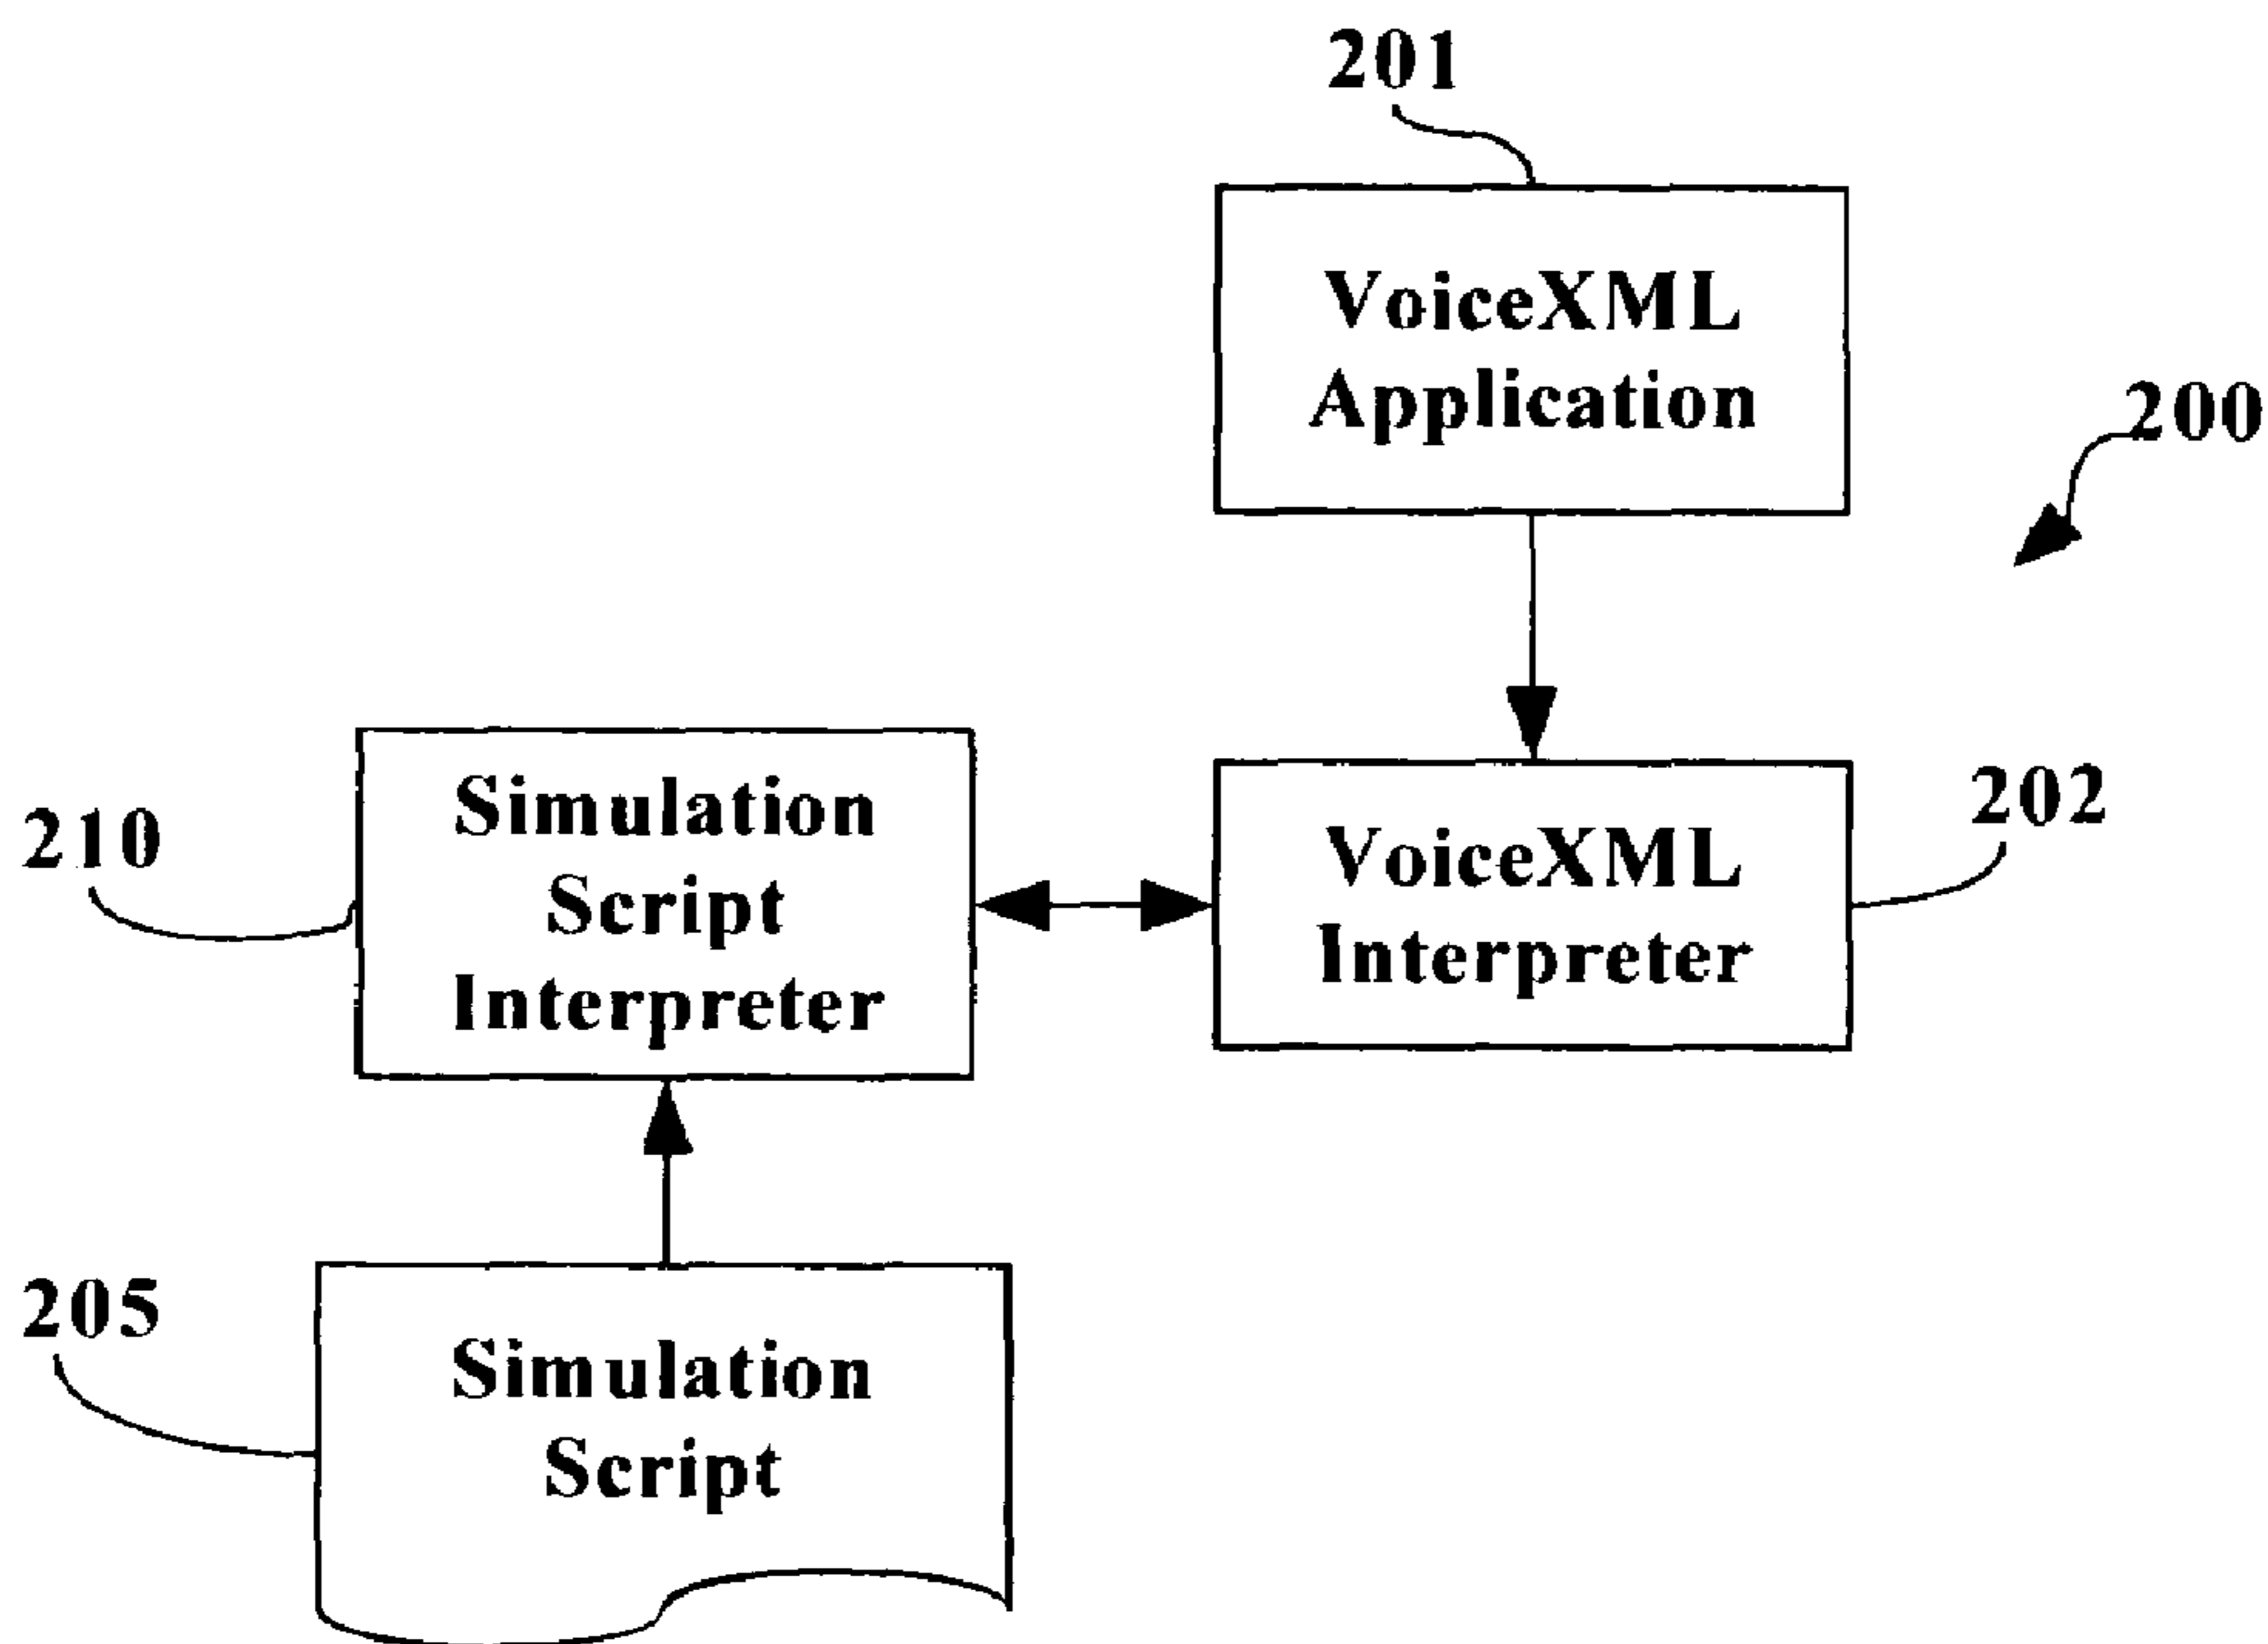 201
VoiceXML
Application
200
Simulation
Script
Interpreter
210
VoiceXML
Interpreter
202
205
Simulation
Script